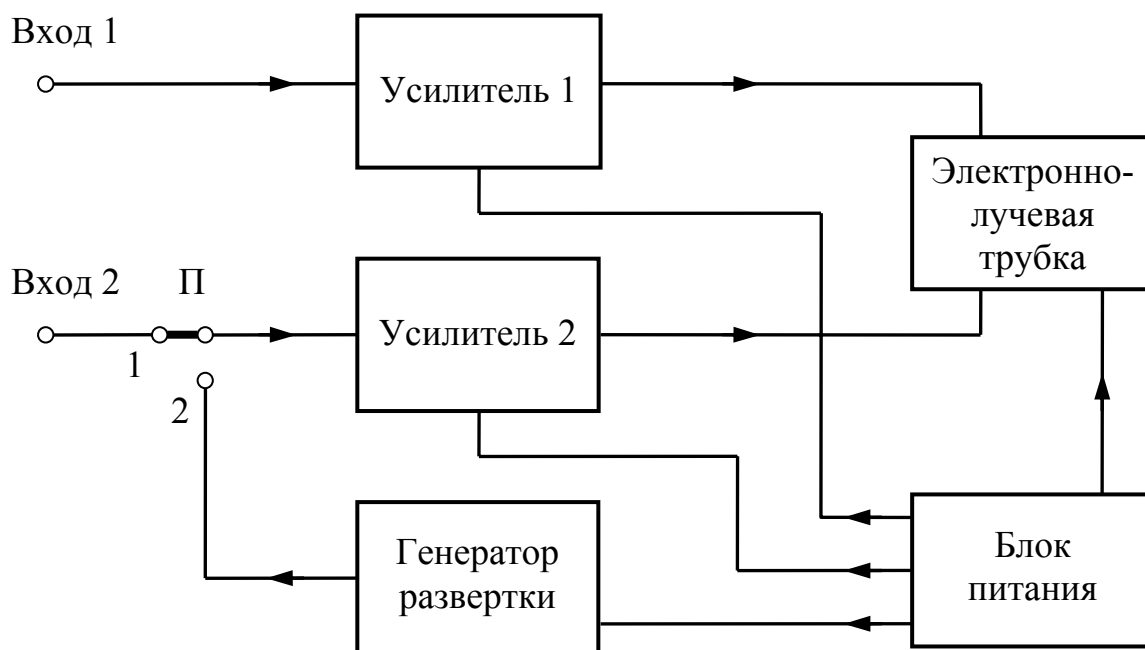 Вход 1
Усилитель 1
Электронно-
лучевая
трубка
Вход 2
П
Усилитель 2
1
2
Генератор
развертки
Блок
питания